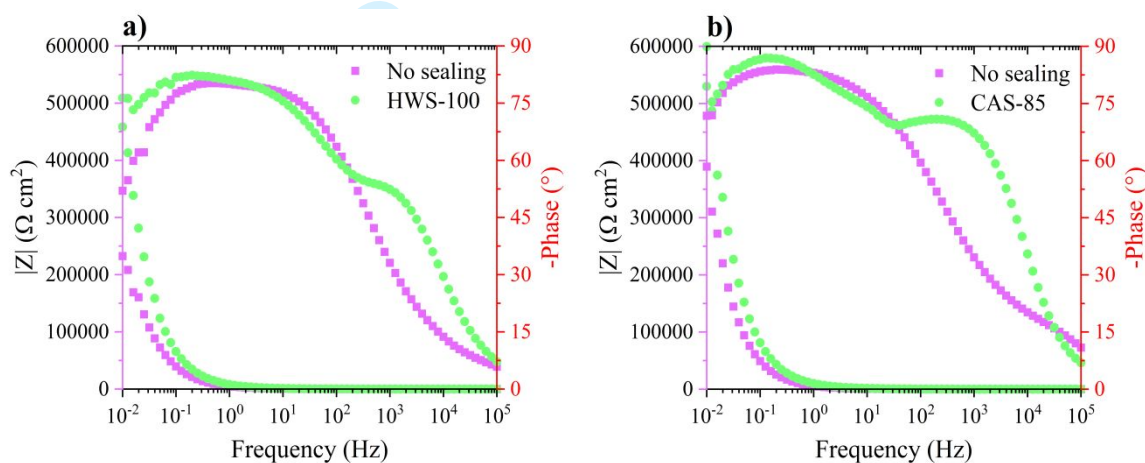 a)
|Z| (Ω cm²)
600000
500000
400000
300000
200000
100000
0
No sealing
HWS-100
90
75
60
45
30
15
0
-Phase (°)
10⁻² 10⁻¹ 10⁰ 10¹ 10² 10³ 10⁴ 10⁵
Frequency (Hz)
b)
|Z| (Ω cm²)
600000
500000
400000
300000
200000
100000
0
No sealing
CAS-85
90
75
60
45
30
15
0
-Phase (°)
10⁻² 10⁻¹ 10⁰ 10¹ 10² 10³ 10⁴ 10⁵
Frequency (Hz)